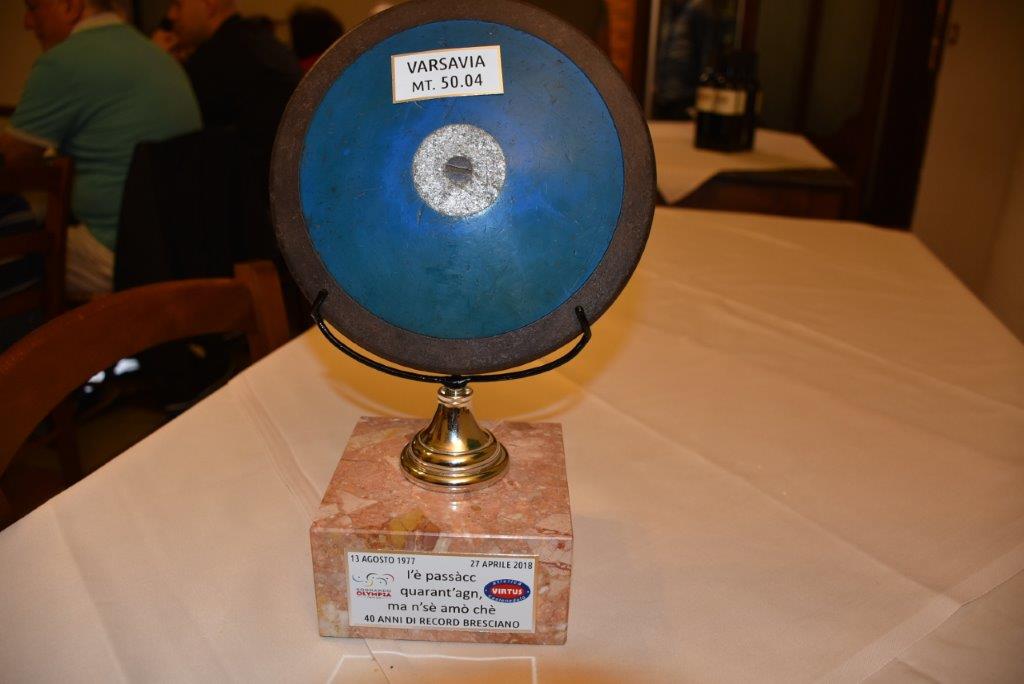 VARSAVIA
MT. 50.04
13 AGOSTO 1977 27 APRILE 2018
l'è passàcc
quarant'agn,
ma n'sè amò chè
OLYMPIA
VIRTUS
40 ANNI DI RECORD BRESCIANO